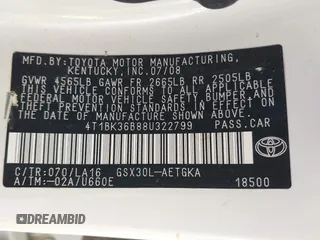 MFD.BY:TOYOTA MOTOR MANUFACTURING,
KENTUCKY,INC.07/08
GVWR 4565LB GAWR FR 2665LB RR 2505LB
THIS VEHICLE CONFORMS TO ALL APPLICABLE
FEDERAL MOTOR VEHICLE SAFETY, BUMPER, AND
THEFT PREVENTION STANDARDS IN EFFECT ON
THE DATE OF MANUFACTURE SHOWN ABOVE.
4T1BK36B88U322799 PASS.CAR
C/TR:070/LA16 GSX30L-AETGKA
A/TM:-02A/U660E 18500
TOYOTA